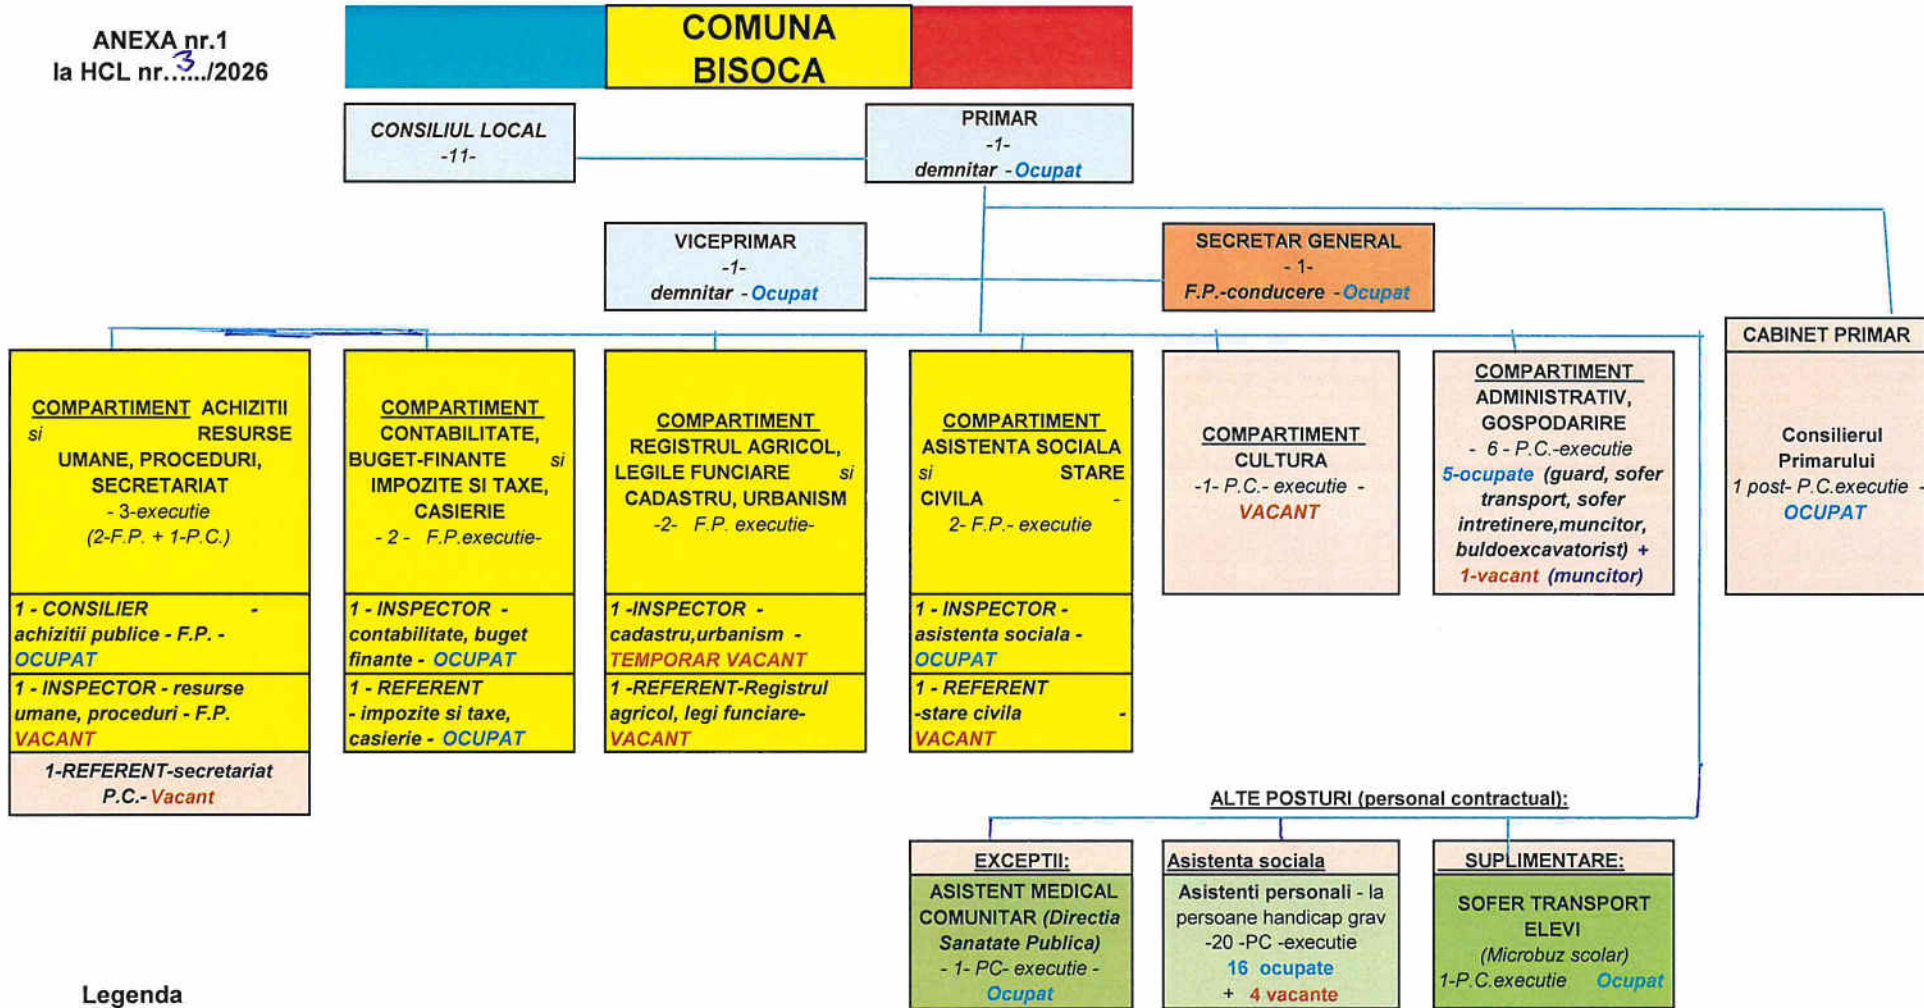 ANEXA nr.1
la HCL nr.3/2026
COMUNA
BISOCA
CONSILIUL LOCAL
-11-
PRIMAR
-1-
demnitar - Ocupat
VICEPRIMAR
-1-
demnitar - Ocupat
SECRETAR GENERAL
- 1-
F.P.-conducere - Ocupat
COMPARTIMENT ACHIZITII
si RESURSE
UMANE, PROCEDURI,
SECRETARIAT
- 3-executie
(2-F.P. + 1-P.C.)
1 - CONSILIER -
achizitii publice - F.P. -
OCUPAT
1 - INSPECTOR - resurse
umane, proceduri - F.P.
VACANT
1-REFERENT-secretariat
P.C.- Vacant
COMPARTIMENT
CONTABILITATE,
BUGET-FINANTE si
IMPOZITE SI TAXE,
CASIERIE
- 2 - F.P.executie-
1 - INSPECTOR -
contabilitate, buget
finante - OCUPAT
1 - REFERENT
- impozite si taxe,
casierie - OCUPAT
COMPARTIMENT
REGISTRUL AGRICOL,
LEGILE FUNCIARE si
CADASTRU, URBANISM
-2- F.P. executie-
1 -INSPECTOR -
cadastru,urbanism -
TEMPORAR VACANT
1 -REFERENT-Registrul
agricol, legi funciare-
VACANT
COMPARTIMENT
ASISTENTA SOCIALA
si STARE
CIVILA -
2- F.P.- executie
1 - INSPECTOR -
asistenta sociala -
OCUPAT
1 - REFERENT
-stare civila -
VACANT
COMPARTIMENT
CULTURA
-1- P.C.- executie -
VACANT
COMPARTIMENT
ADMINISTRATIV,
GOSPODARIRE
- 6 - P.C.-executie
5-ocupate (guard, sofer
transport, sofer
intretinere,muncitor,
buldoexcavatorist) +
1-vacant (muncitor)
CABINET PRIMAR
Consilierul
Primarului
1 post- P.C.executie -
OCUPAT
ALTE POSTURI (personal contractual):
EXCEPTII:
ASISTENT MEDICAL
COMUNITAR (Directia
Sanatate Publica)
- 1- PC- executie -
Ocupat
Asistenta sociala
Asistenti personali - la
persoane handicap grav
-20 -PC -executie
16 ocupate
+ 4 vacante
SUPLIMENTARE:
SOFER TRANSPORT
ELEVI
(Microbuz scolar)
1-P.C.executie Ocupat
Legenda